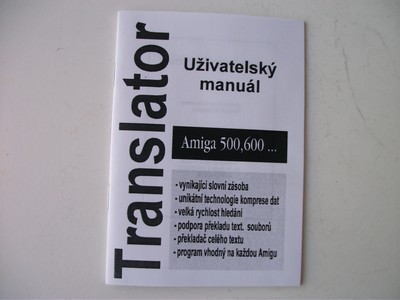 Translator
Uživatelský
manuál
Amiga 500,600 ...
- vynikající slovní zásoba
- unikátní technologie komprese dat
- velká rychlost hledání
- podpora překladu text. souborů
- překladač celého textu
- program vhodný na každou Amigu